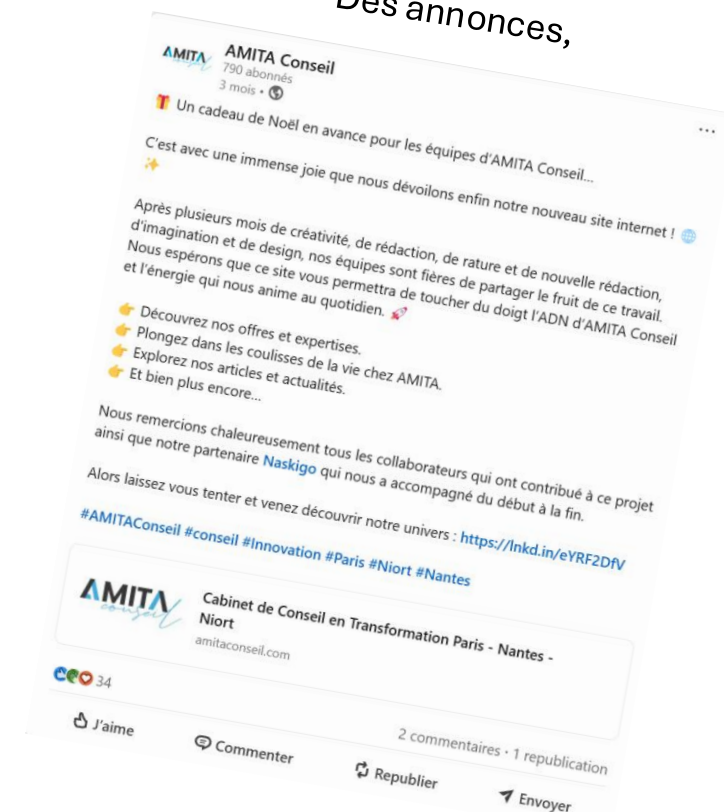 Des annonces,
AMITA
conseil
AMITA Conseil
790 abonnés
3 mois •
Un cadeau de Noël en avance pour les équipes d'AMITA Conseil...
C'est avec une immense joie que nous dévoilons enfin notre nouveau site internet !
Après plusieurs mois de créativité, de rédaction, de rature et de nouvelle rédaction,
d'imagination et de design, nos équipes sont fières de partager le fruit de ce travail.
Nous espérons que ce site vous permettra de toucher du doigt l'ADN d'AMITA Conseil
et l'énergie qui nous anime au quotidien.
Découvrez nos offres et expertises.
Plongez dans les coulisses de la vie chez AMITA.
Explorez nos articles et actualités.
Et bien plus encore...
Nous remercions chaleureusement tous les collaborateurs qui ont contribué à ce projet
ainsi que notre partenaire Naskigo qui nous a accompagné du début à la fin.
Alors laissez vous tenter et venez découvrir notre univers : https://lnkd.in/eYRF2DfV
#AMITAConseil #conseil #Innovation #Paris #Niort #Nantes
AMITA
conseil
Cabinet de Conseil en Transformation Paris - Nantes -
Niort
amitaconseil.com
34
2 commentaires · 1 republication
J'aime
Commenter
Republier
Envoyer